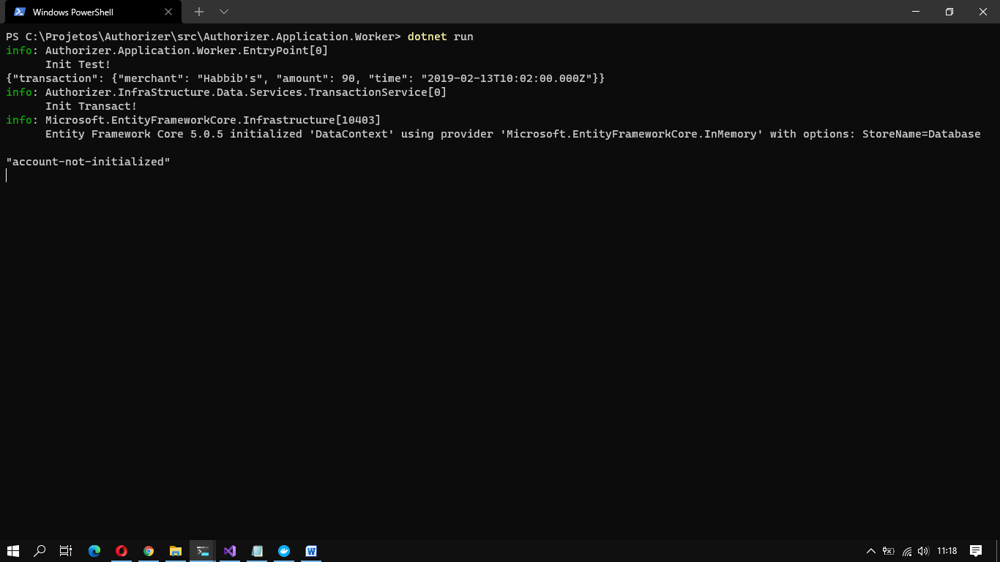 Windows PowerShell
PS C:\Projetos\Authorizer\src\Authorizer.Application.Worker> dotnet run
info: Authorizer.Application.Worker.EntryPoint[0]
      Init Test!
{"transaction": {"merchant": "Habbib's", "amount": 90, "time": "2019-02-13T10:02:00.000Z"}}
info: Authorizer.InfraStructure.Data.Services.TransactionService[0]
      Init Transact!
info: Microsoft.EntityFrameworkCore.Infrastructure[10403]
      Entity Framework Core 5.0.5 initialized 'DataContext' using provider 'Microsoft.EntityFrameworkCore.InMemory' with options: StoreName=Database
"account-not-initialized"
11:18